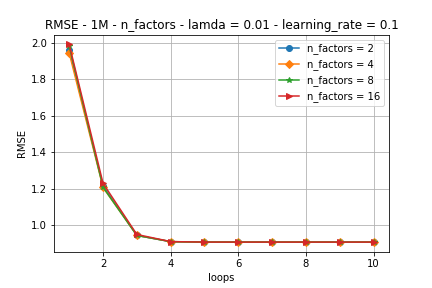 RMSE - 1M - n_factors - lamda = 0.01 - learning_rate = 0.1
n_factors = 2
n_factors = 4
n_factors = 8
n_factors = 16
RMSE
2.0
1.8
1.6
1.4
1.2
1.0
2 4 6 8 10
loops